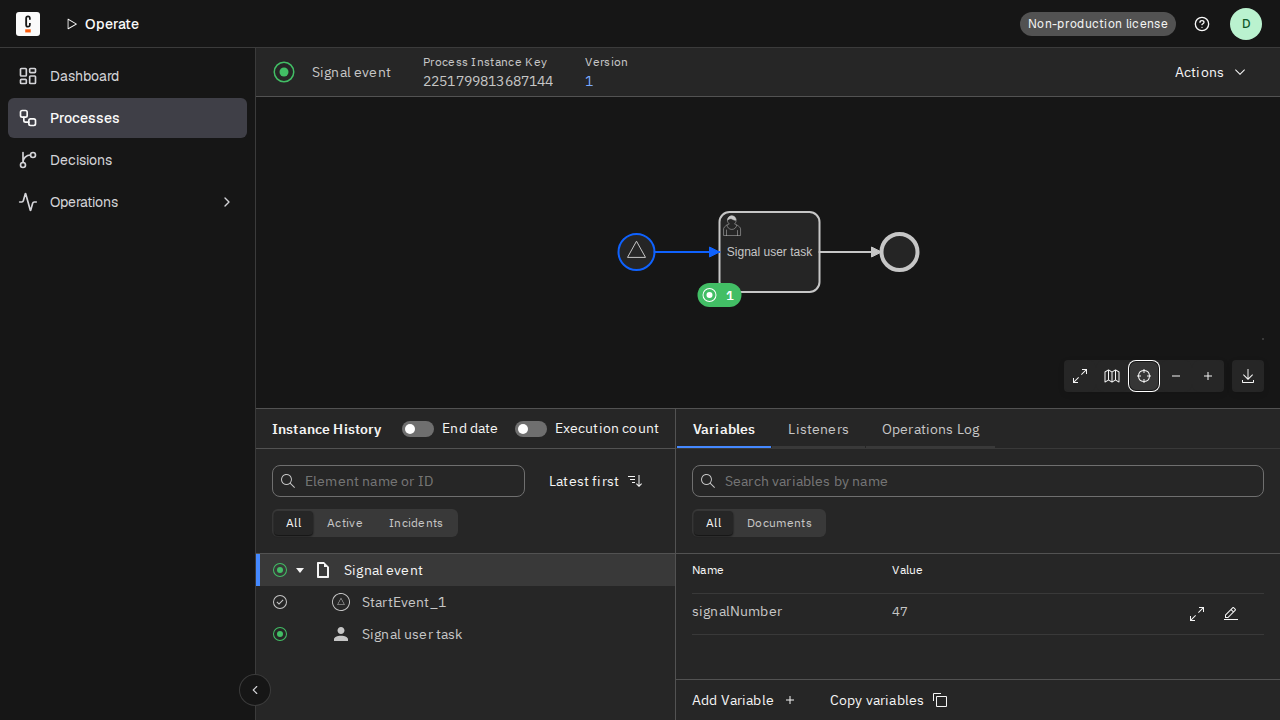 Operate
Non-production license
D
Dashboard
Processes
Decisions
Operations
Signal event
Process Instance Key
2251799813687144
Version
1
Actions
Signal user task
1
Instance History
End date
Execution count
Element name or ID
Latest first
All
Active
Incidents
Signal event
StartEvent_1
Signal user task
Variables
Listeners
Operations Log
Search variables by name
All
Documents
Name
Value
signalNumber
47
Add Variable
Copy variables